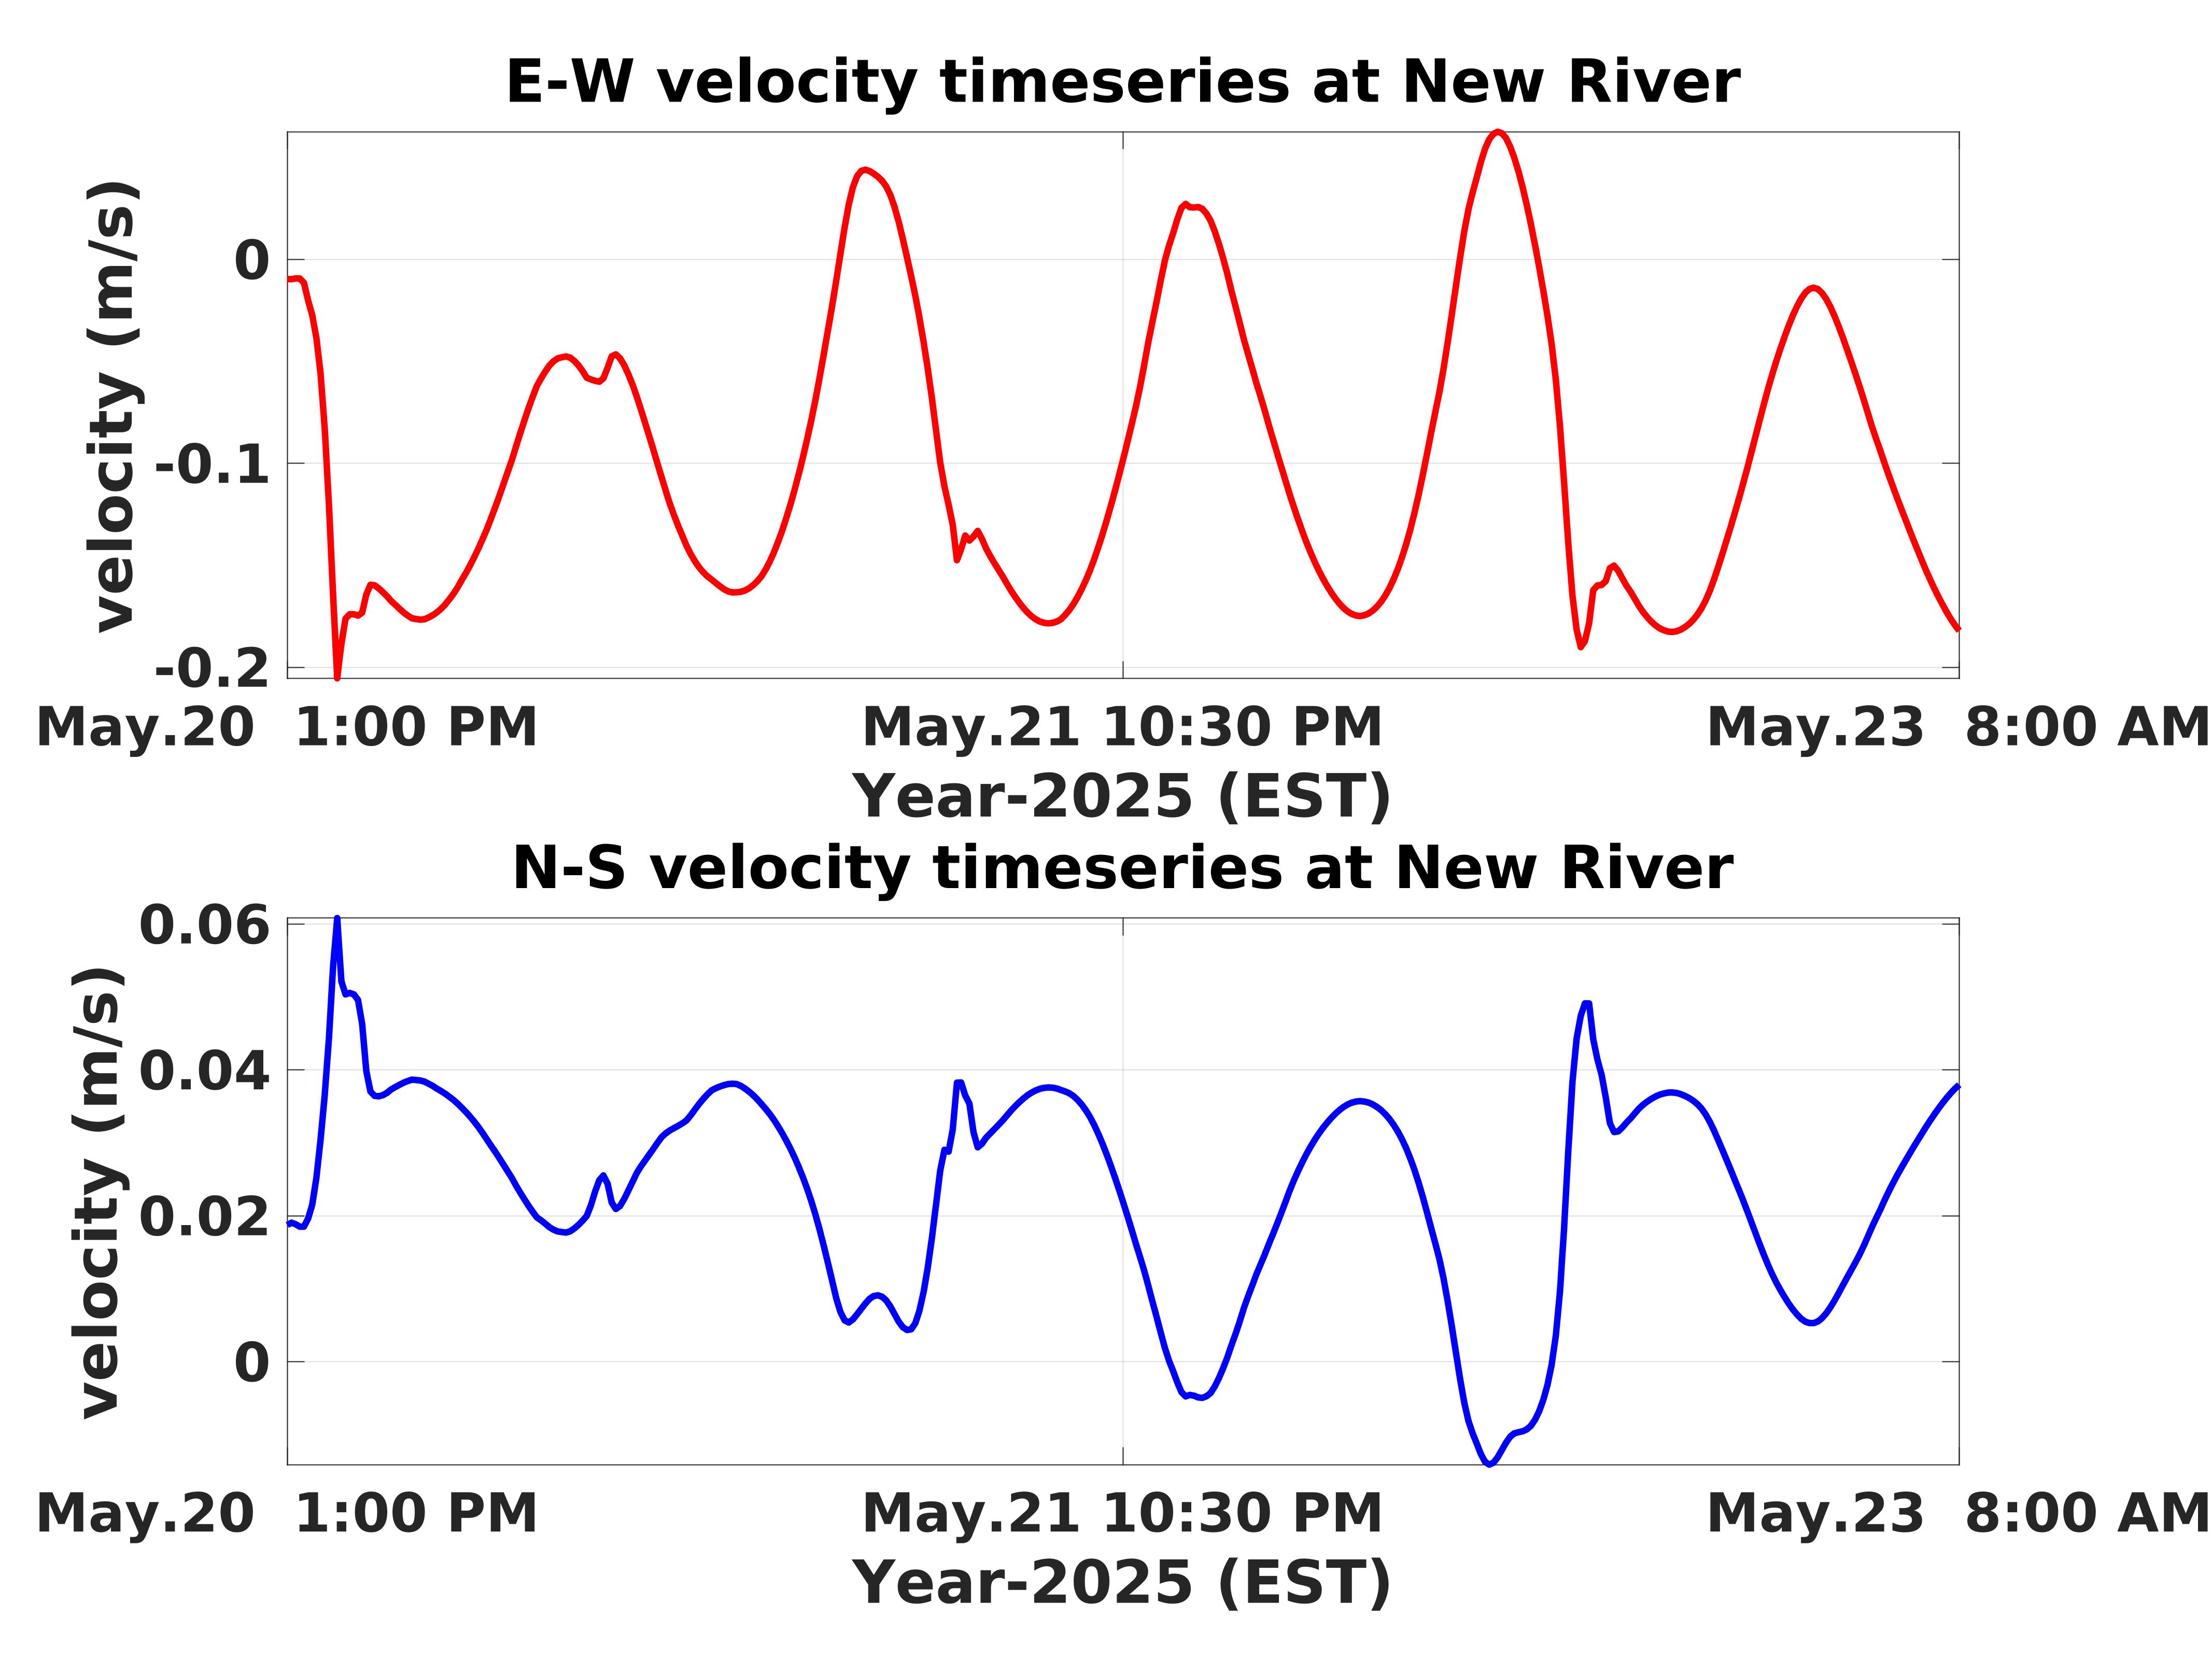 E-W velocity timeseries at New River
velocity (m/s)
0
-0.1
-0.2
May.20  1:00 PM May.21 10:30 PM May.23  8:00 AM
Year-2025 (EST)
N-S velocity timeseries at New River
velocity (m/s)
0.06
0.04
0.02
0
May.20  1:00 PM May.21 10:30 PM May.23  8:00 AM
Year-2025 (EST)